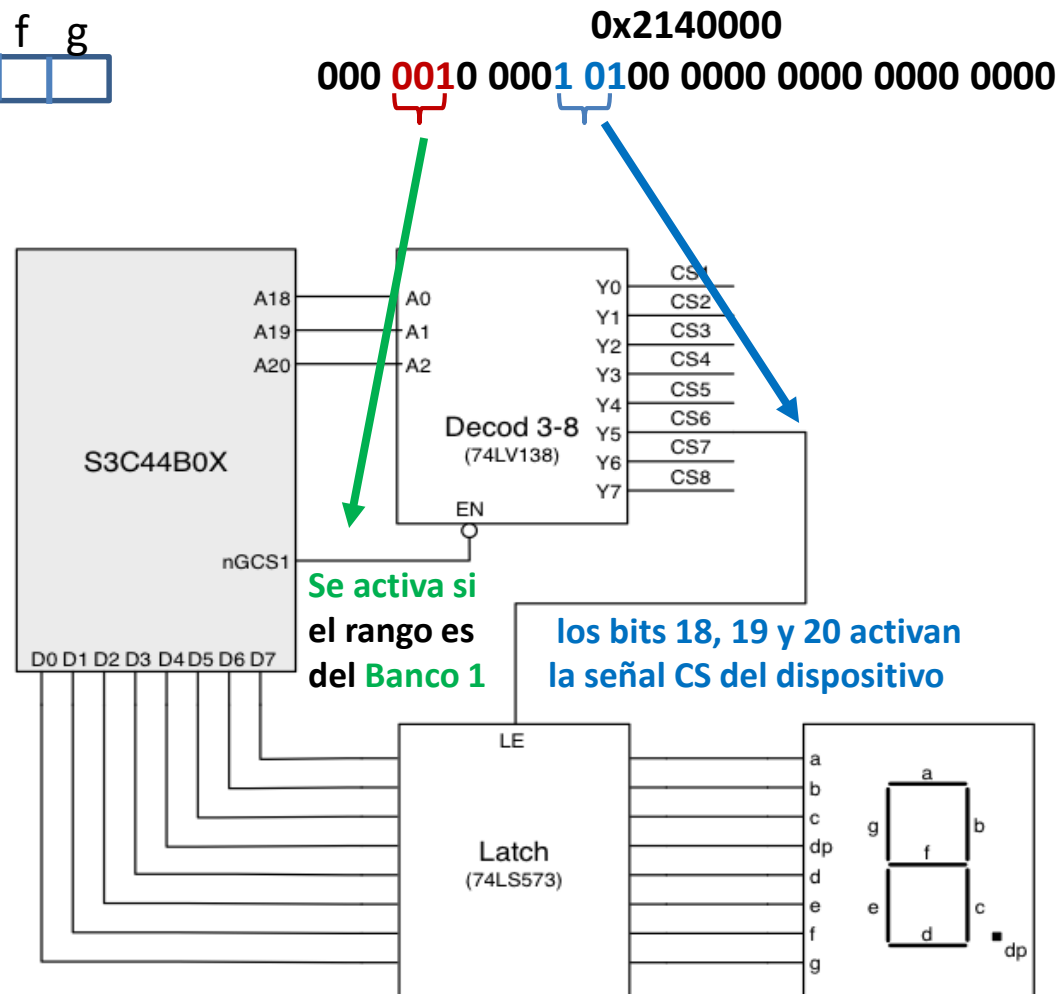 f g
0x2140000
000 0010 0001 0100 0000 0000 0000 0000
A18
A19
A20
S3C44B0X
nGCS1
D0 D1 D2 D3 D4 D5 D6 D7
A0
A1
A2
Decod 3-8
(74LV138)
EN
Y0
Y1
Y2
Y3
Y4
Y5
Y6
Y7
CS1
CS2
CS3
CS4
CS5
CS6
CS7
CS8
Se activa si
el rango es
del Banco 1
los bits 18, 19 y 20 activan
la señal CS del dispositivo
LE
Latch
(74LS573)
a
b
c
dp
d
e
f
g
a
g b
f
e c
d
dp